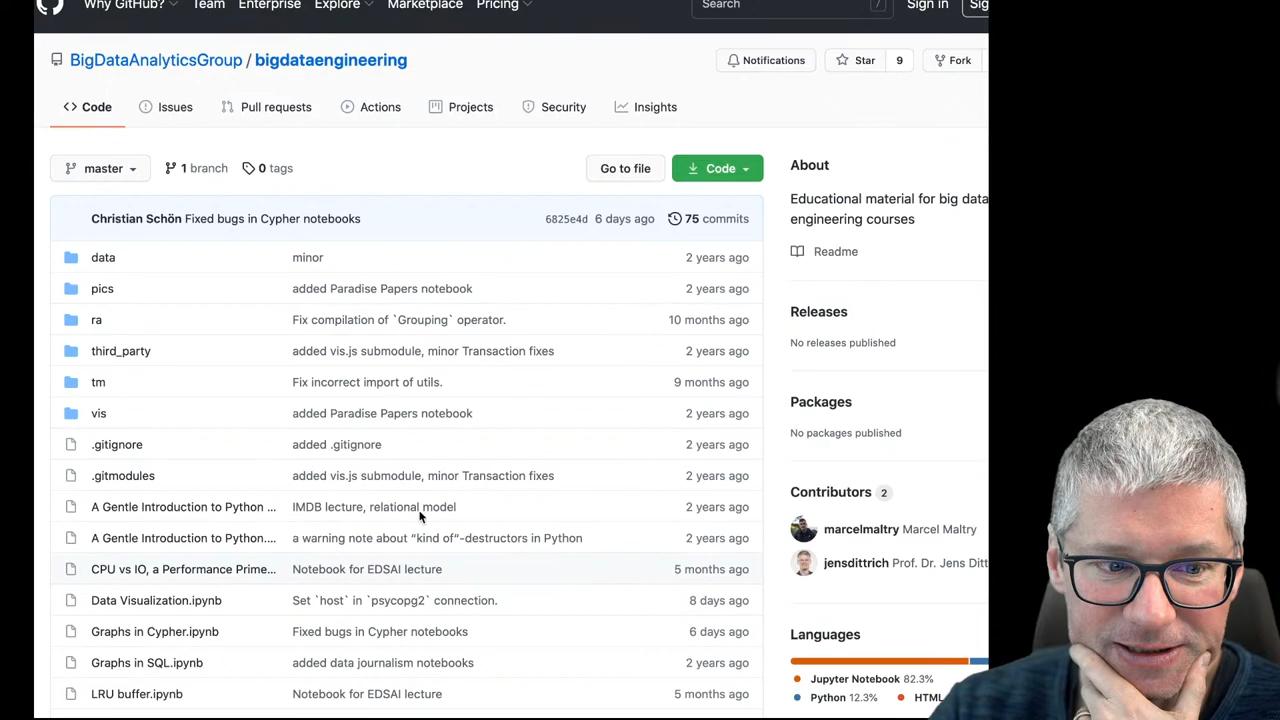 Why GitHub? Team Enterprise Explore Marketplace Pricing Search / Sign in Sig
BigDataAnalyticsGroup / bigdataengineering Notifications Star 9 Fork
Code Issues Pull requests Actions Projects Security Insights
master 1 branch 0 tags Go to file Code
Christian Schön Fixed bugs in Cypher notebooks 6825e4d 6 days ago 75 commits
data minor 2 years ago
pics added Paradise Papers notebook 2 years ago
ra Fix compilation of `Grouping` operator. 10 months ago
third_party added vis.js submodule, minor Transaction fixes 2 years ago
tm Fix incorrect import of utils. 9 months ago
vis added Paradise Papers notebook 2 years ago
.gitignore added .gitignore 2 years ago
.gitmodules added vis.js submodule, minor Transaction fixes 2 years ago
A Gentle Introduction to Python ... IMDB lecture, relational model 2 years ago
A Gentle Introduction to Python.... a warning note about “kind of“-destructors in Python 2 years ago
CPU vs IO, a Performance Prime... Notebook for EDSAI lecture 5 months ago
Data Visualization.ipynb Set `host` in `psycopg2` connection. 8 days ago
Graphs in Cypher.ipynb Fixed bugs in Cypher notebooks 6 days ago
Graphs in SQL.ipynb added data journalism notebooks 2 years ago
LRU buffer.ipynb Notebook for EDSAI lecture 5 months ago
About
Educational material for big data
engineering courses
Readme
Releases
No releases published
Packages
No packages published
Contributors 2
marcelmaltry Marcel Maltry
jensdittrich Prof. Dr. Jens Ditt
Languages
Jupyter Notebook 82.3%
Python 12.3% HTML